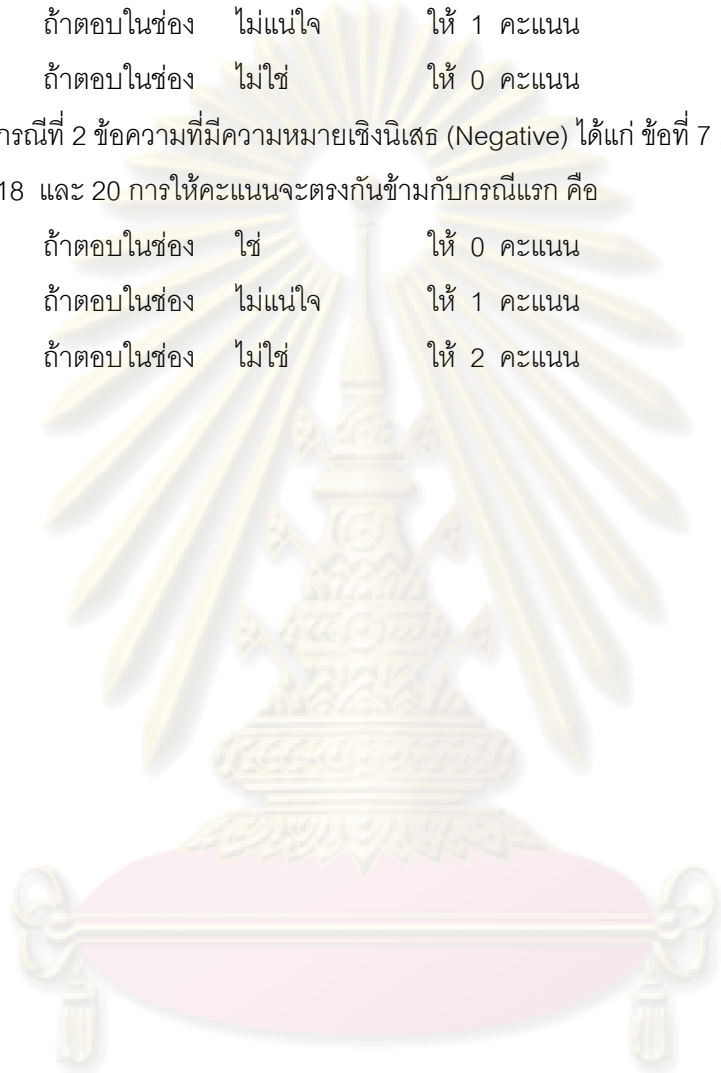 ถ้าตอบในช่อง ไม่แน่ใจ ให้ 1 คะแนน
ถ้าตอบในช่อง ไม่ใช่ ให้ 0 คะแนน
กรณีที่ 2 ข้อความที่มีความหมายเชิงนิเสธ (Negative) ได้แก่ ข้อที่ 7
18 และ 20 การให้คะแนนจะตรงกันข้ามกับกรณีแรก คือ
ถ้าตอบในช่อง ใช่ ให้ 0 คะแนน
ถ้าตอบในช่อง ไม่แน่ใจ ให้ 1 คะแนน
ถ้าตอบในช่อง ไม่ใช่ ให้ 2 คะแนน